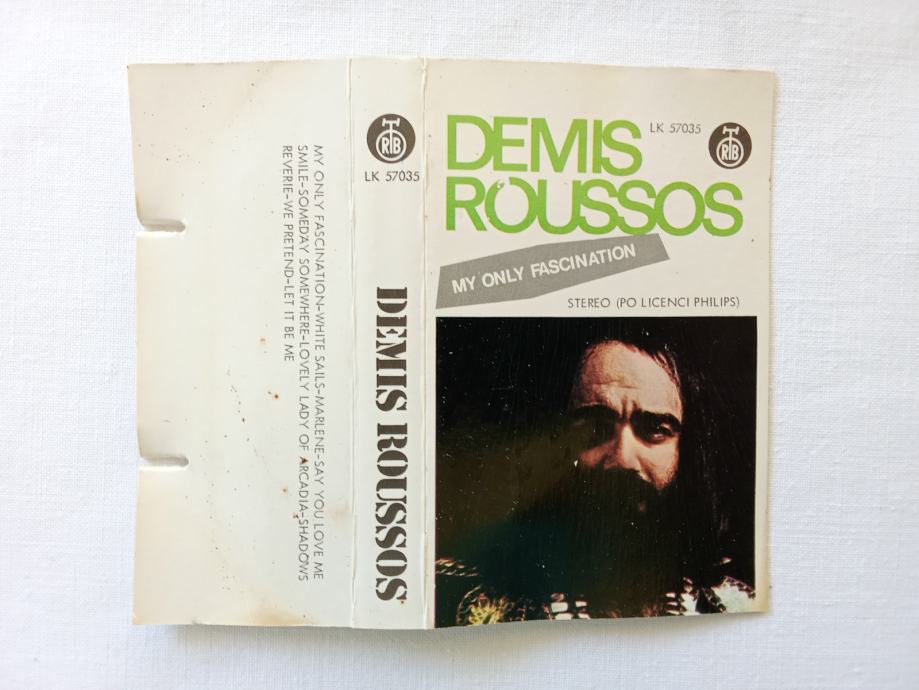 DEMIS
ROUSSOS
LK 57035
RTB
MY ONLY FASCINATION
STEREO (PO LICENCI PHILIPS)
RTB
LK 57035
DEMIS ROUSSOS
MY ONLY FASCINATION-WHITE SAILS-MARLENE-SAY YOU LOVE ME
SMILE-SOMEDAY SOMEWHERE-LOVELY LADY OF ARCADIA-SHADOWS
REVERIE-WE PRETEND-LET IT BE ME